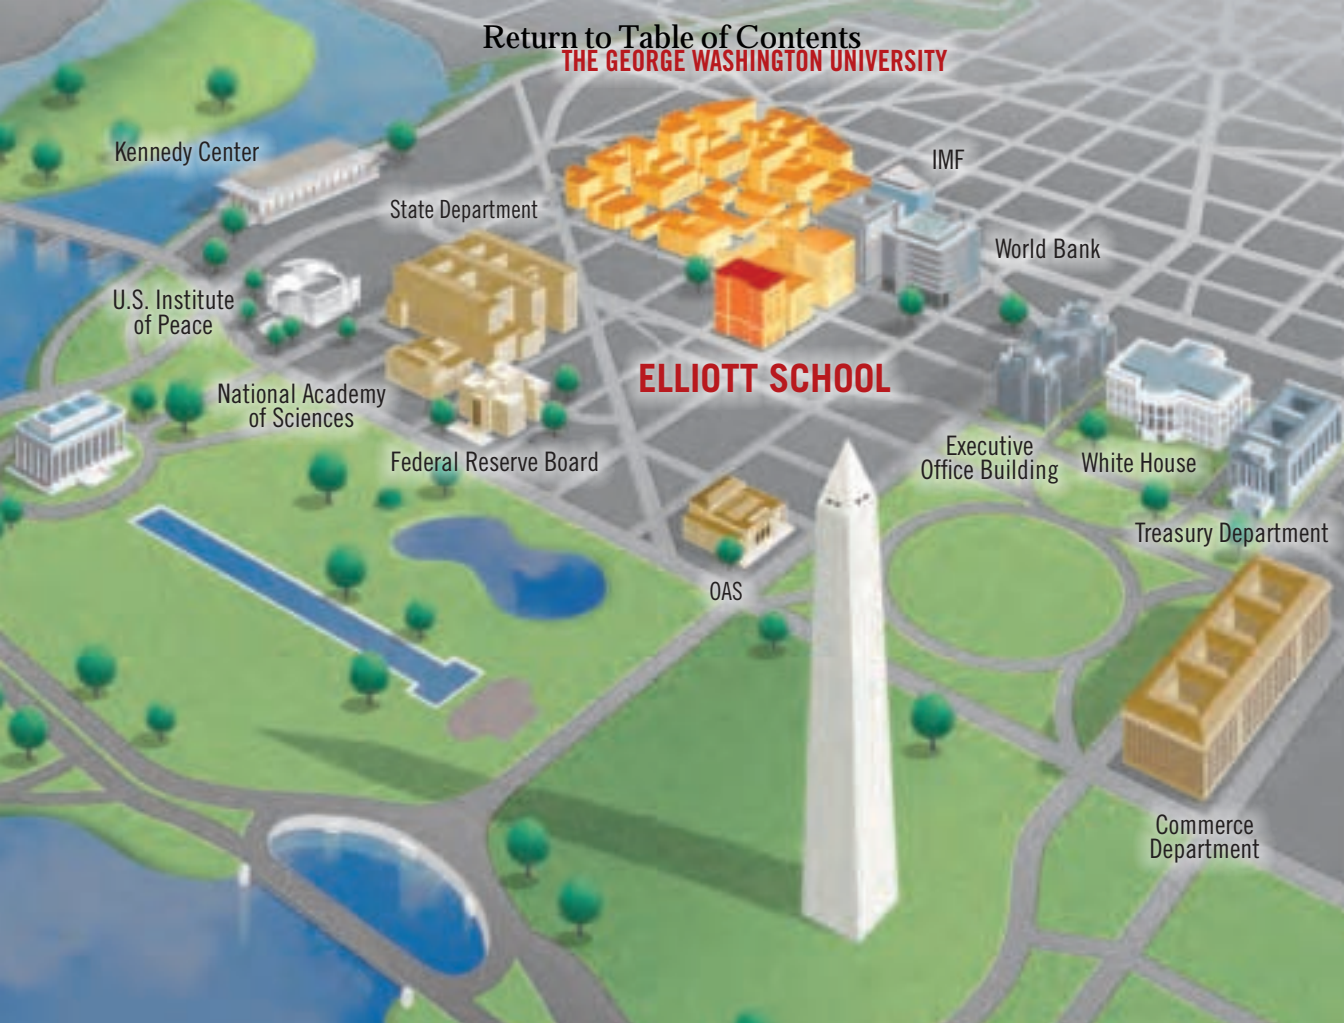 Return to Table of Contents
THE GEORGE WASHINGTON UNIVERSITY
Kennedy Center
IMF
State Department
World Bank
U.S. Institute
of Peace
ELLIOTT SCHOOL
National Academy
of Sciences
Federal Reserve Board
Executive
Office Building
White House
Treasury Department
OAS
Commerce
Department